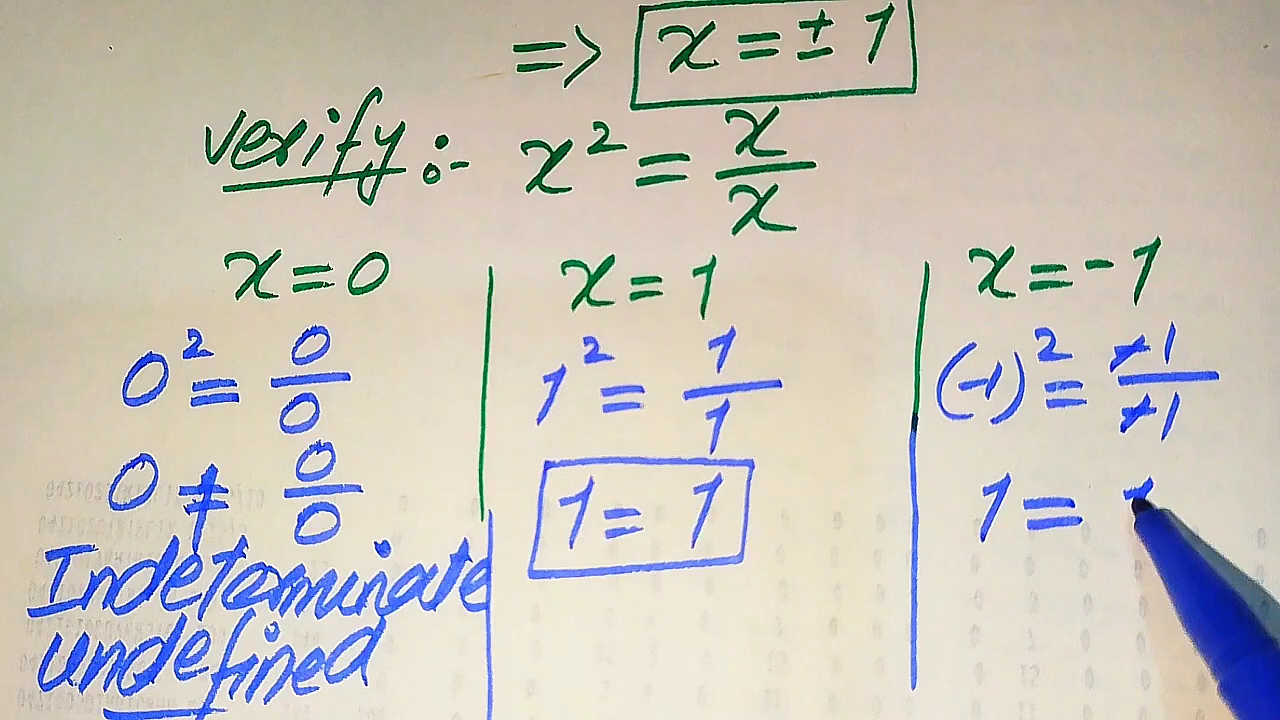 => x = ± 1
verify :- x² = x/x
x = 0
0² = 0/0
0 ≠ 0/0
Indeterminate
undefined
x = 1
1² = 1/1
1 = 1
x = -1
(-1)² = -1/-1
1 = 1